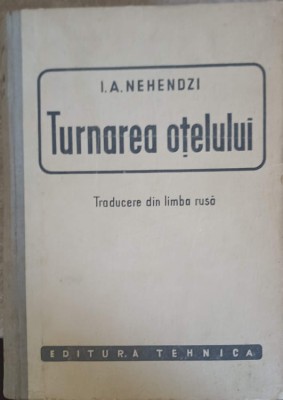 I.A. NEHENDZI
Turnarea oțelului
Traducere din limba rusă
EDITURA TEHNICA